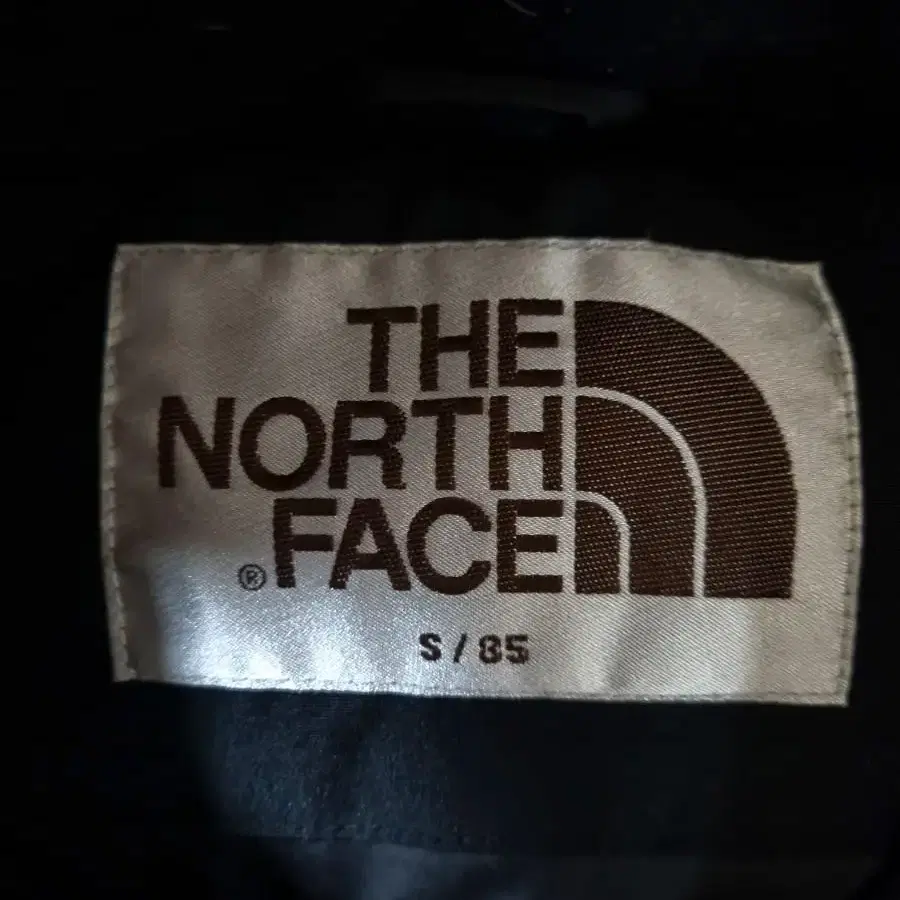 THE
NORTH
® FACE
S / 85